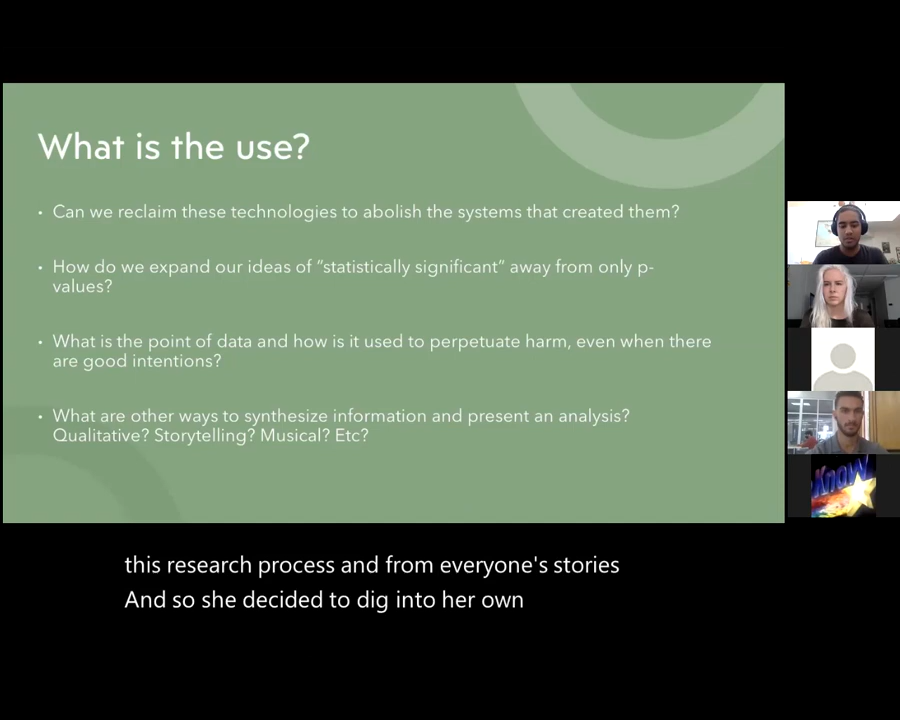 What is the use?
• Can we reclaim these technologies to abolish the systems that created them?
• How do we expand our ideas of “statistically significant” away from only p-
values?
• What is the point of data and how is it used to perpetuate harm, even when there
are good intentions?
• What are other ways to synthesize information and present an analysis?
Qualitative? Storytelling? Musical? Etc?
Know
this research process and from everyone's stories
And so she decided to dig into her own